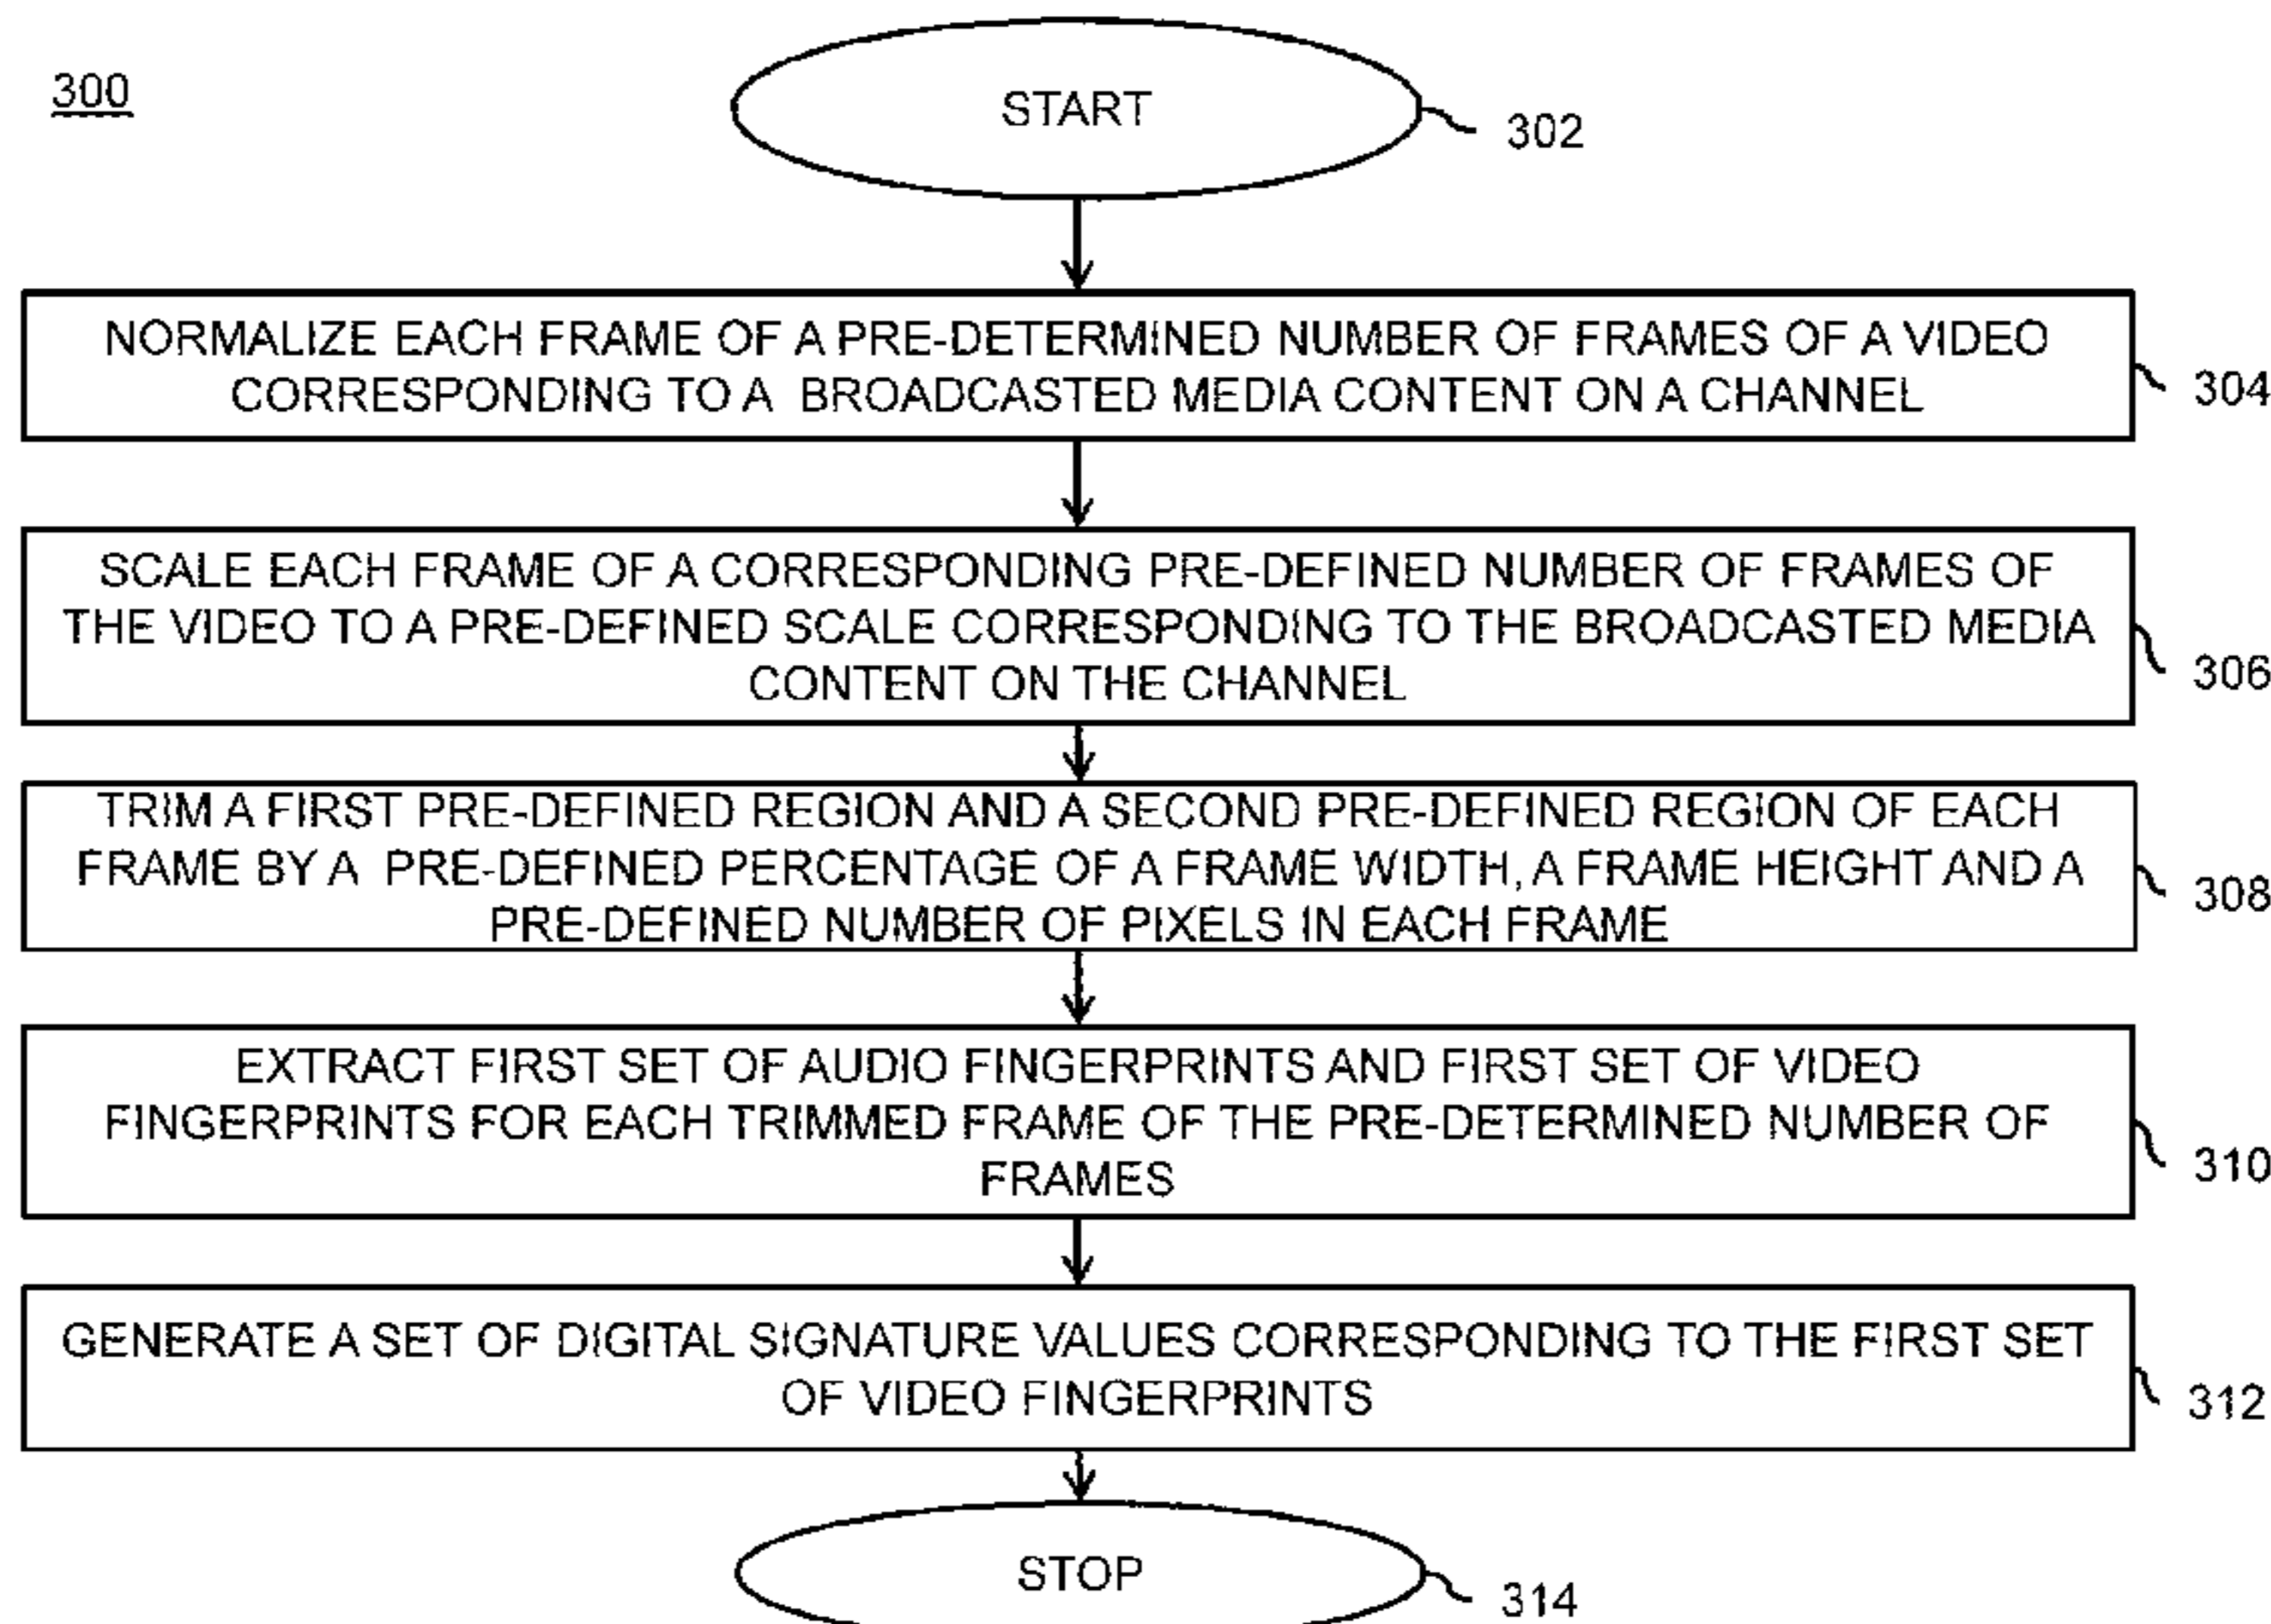 300
START
302
NORMALIZE EACH FRAME OF A PRE-DETERMINED NUMBER OF FRAMES OF A VIDEO
CORRESPONDING TO A BROADCASTED MEDIA CONTENT ON A CHANNEL
304
SCALE EACH FRAME OF A CORRESPONDING PRE-DEFINED NUMBER OF FRAMES OF
THE VIDEO TO A PRE-DEFINED SCALE CORRESPONDING TO THE BROADCASTED MEDIA
CONTENT ON THE CHANNEL
306
TRIM A FIRST PRE-DEFINED REGION AND A SECOND PRE-DEFINED REGION OF EACH
FRAME BY A PRE-DEFINED PERCENTAGE OF A FRAME WIDTH, A FRAME HEIGHT AND A
PRE-DEFINED NUMBER OF PIXELS IN EACH FRAME
308
EXTRACT FIRST SET OF AUDIO FINGERPRINTS AND FIRST SET OF VIDEO
FINGERPRINTS FOR EACH TRIMMED FRAME OF THE PRE-DETERMINED NUMBER OF
FRAMES
310
GENERATE A SET OF DIGITAL SIGNATURE VALUES CORRESPONDING TO THE FIRST SET
OF VIDEO FINGERPRINTS
312
STOP
314